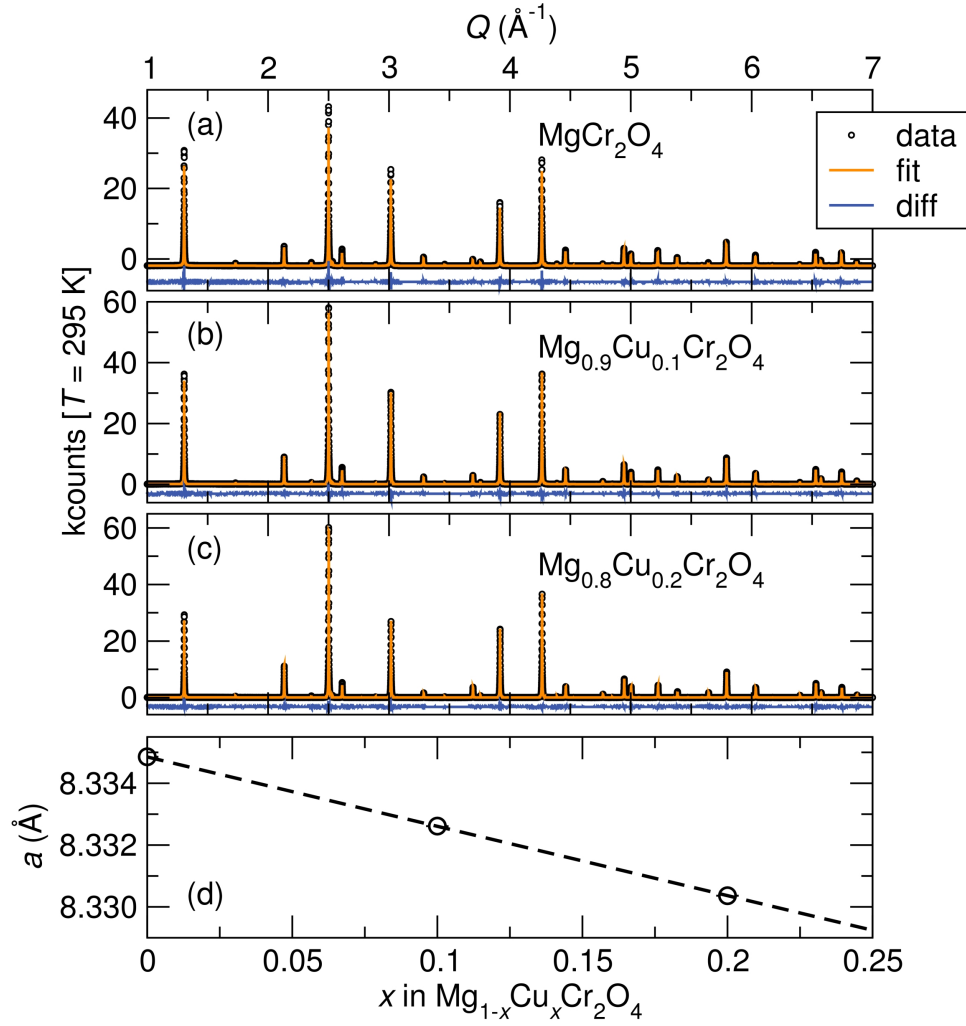 Q (Å⁻¹)
1 2 3 4 5 6 7
(a) MgCr₂O₄
data
fit
diff
40
20
0
kcounts [T = 295 K]
(b) Mg₀.₉Cu₀.₁Cr₂O₄
60
40
20
0
(c) Mg₀.₈Cu₀.₂Cr₂O₄
60
40
20
0
a (Å)
8.334
8.332
8.330
(d)
0 0.05 0.1 0.15 0.2 0.25
x in Mg₁₋ₓCuₓCr₂O₄